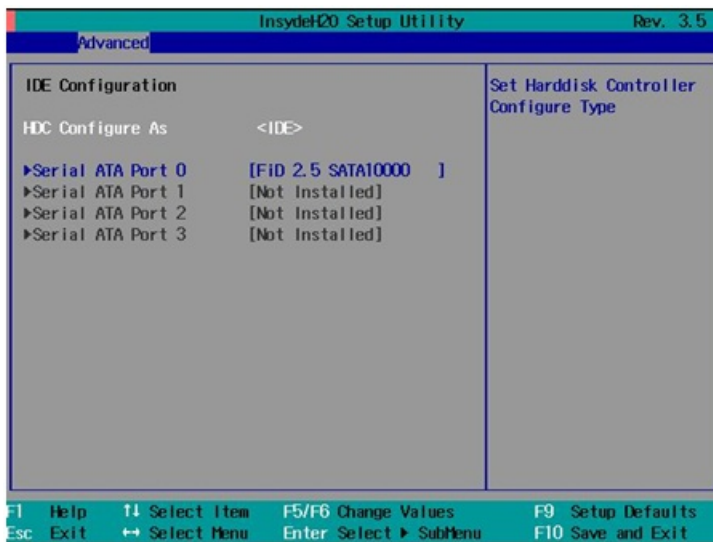 InsydeH2O Setup Utility Rev. 3.5
Advanced
IDE Configuration
HDC Configure As <IDE>
▶Serial ATA Port 0 [FiD 2.5 SATA10000 ]
▶Serial ATA Port 1 [Not Installed]
▶Serial ATA Port 2 [Not Installed]
▶Serial ATA Port 3 [Not Installed]
Set Harddisk Controller
Configure Type
F1 Help ↑↓ Select Item F5/F6 Change Values F9 Setup Defaults
Esc Exit ↔ Select Menu Enter Select ▶ SubMenu F10 Save and Exit